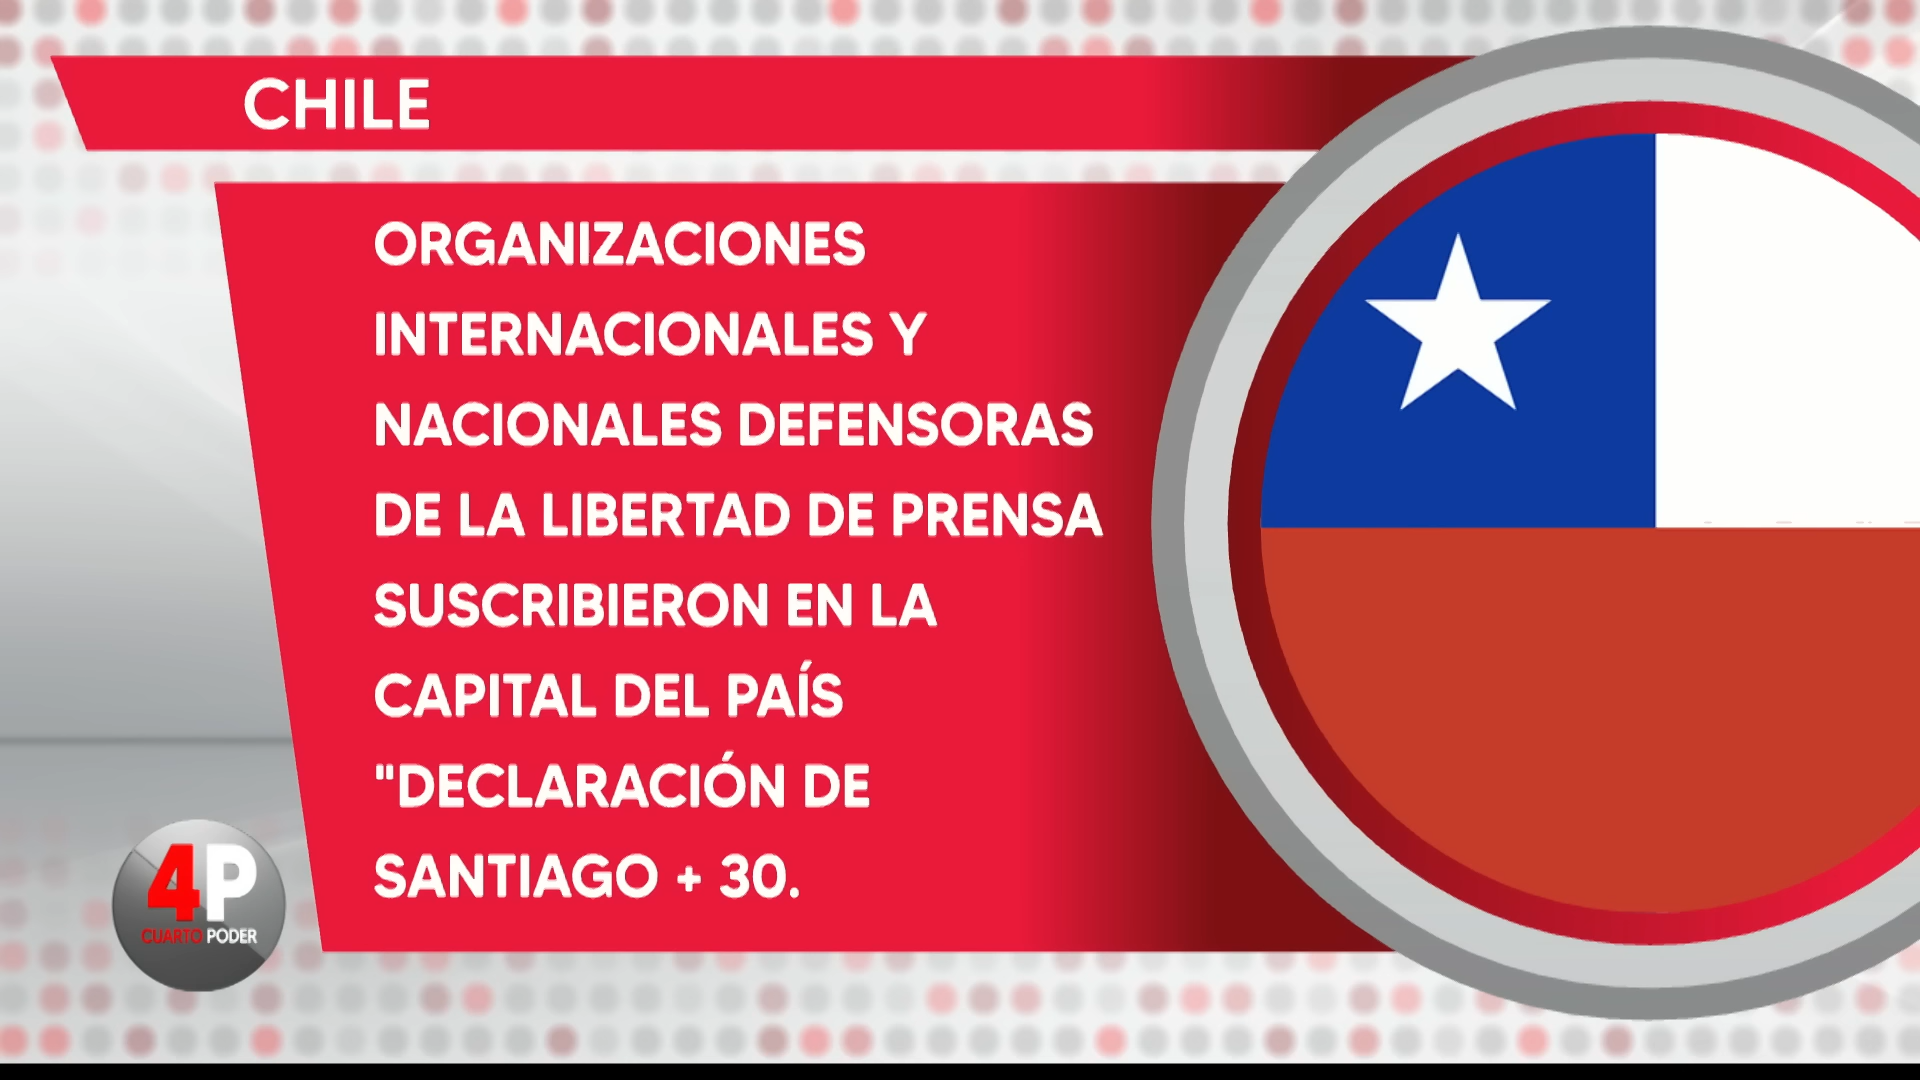 CHILE
ORGANIZACIONES
INTERNACIONALES Y
NACIONALES DEFENSORAS
DE LA LIBERTAD DE PRENSA
SUSCRIBIERON EN LA
CAPITAL DEL PAÍS
"DECLARACIÓN DE
SANTIAGO + 30.
4P
CUARTO PODER